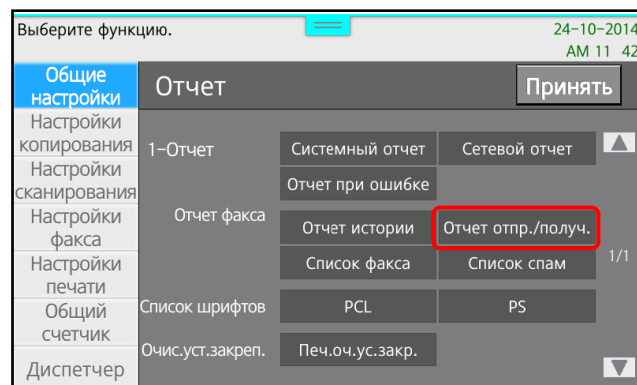 Выберите функцию.
24-10-2014
AM 11 42
Общие
настройки
Отчет
Принять
Настройки
копирования
Настройки
сканирования
Настройки
факса
Настройки
печати
Общий
счетчик
Диспетчер
1-Отчет
Системный отчет
Сетевой отчет
Отчет при ошибке
Отчет факса
Отчет истории
Отчет отпр./получ.
Список факса
Список спам
1/1
Список шрифтов
PCL
PS
Очис.уст.закреп.
Печ.оч.ус.закр.